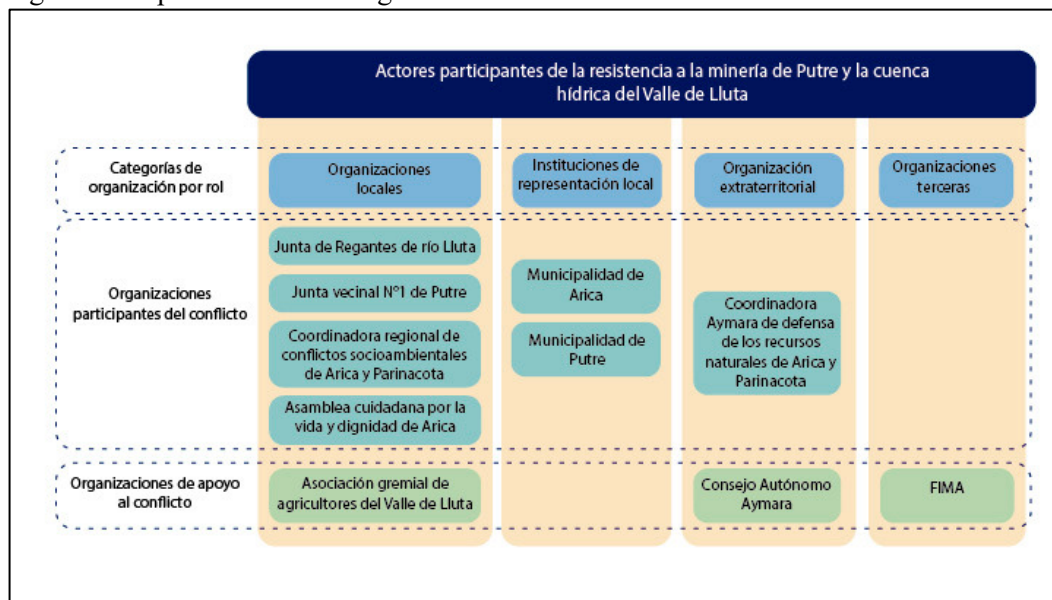 Actores participantes de la resistencia a la minería de Putre y la cuenca
hídrica del Valle de Lluta
Categorías de
organización por rol
Organizaciones
locales
Instituciones de
representación local
Organización
extraterritorial
Organizaciones
terceras
Organizaciones
participantes del conflicto
Junta de Regantes de río Lluta
Junta vecinal N°1 de Putre
Coordinadora regional de
conflictos socioambientales
de Arica y Parinacota
Asamblea cuidadana por la
vida y dignidad de Arica
Municipalidad de
Arica
Municipalidad de
Putre
Coordinadora
Aymara de defensa
de los recursos
naturales de Arica y
Parinacota
Organizaciones de apoyo
al conflicto
Asociación gremial de
agricultores del Valle de Lluta
Consejo Autónomo
Aymara
FIMA